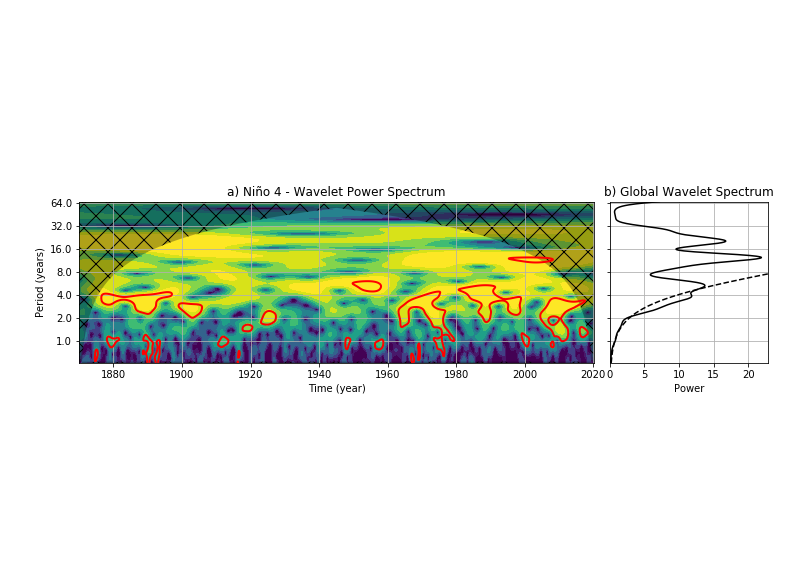 a) Niño 4 - Wavelet Power Spectrum
b) Global Wavelet Spectrum
Period (years)
64.0
32.0
16.0
8.0
4.0
2.0
1.0
1880 1900 1920 1940 1960 1980 2000 2020
0 5 10 15 20
Time (year)
Power